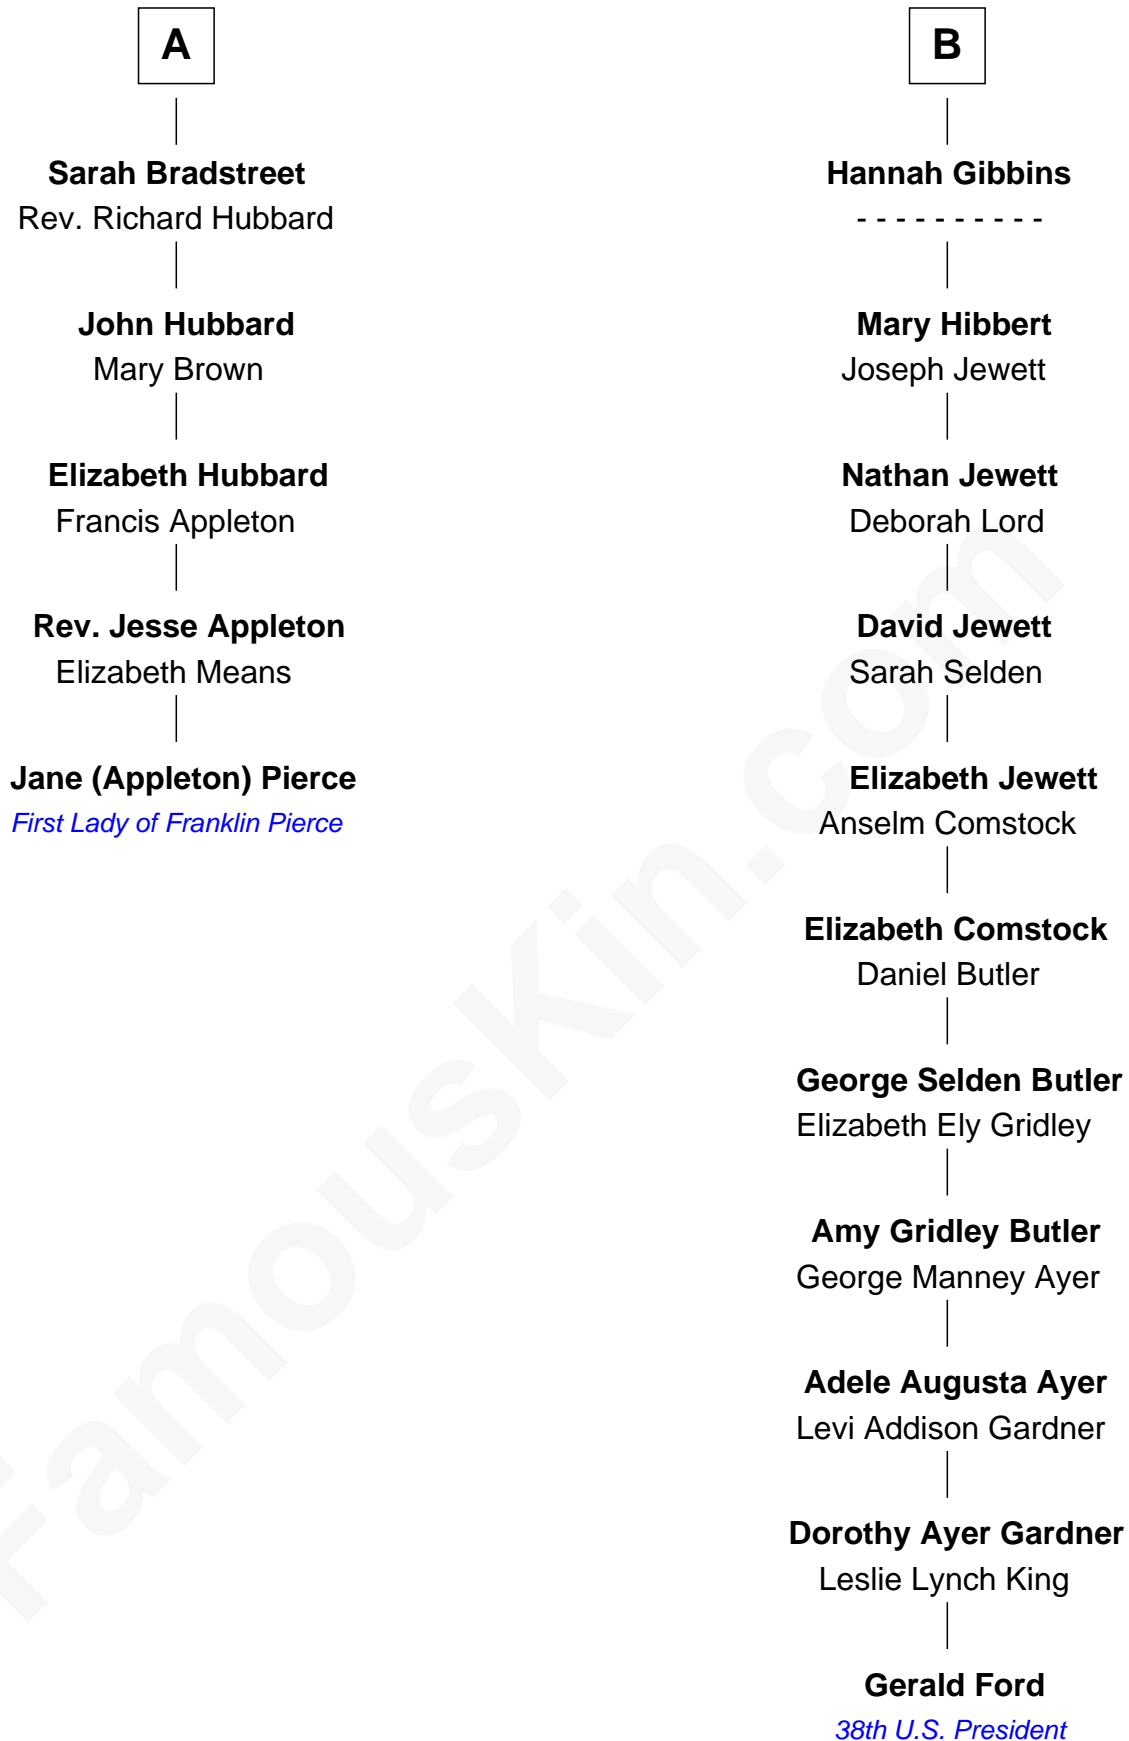 A
Sarah Bradstreet
Rev. Richard Hubbard
John Hubbard
Mary Brown
Elizabeth Hubbard
Francis Appleton
Rev. Jesse Appleton
Elizabeth Means
Jane (Appleton) Pierce
First Lady of Franklin Pierce
B
Hannah Gibbins
- - - - - - - - - -
Mary Hibbert
Joseph Jewett
Nathan Jewett
Deborah Lord
David Jewett
Sarah Selden
Elizabeth Jewett
Anselm Comstock
Elizabeth Comstock
Daniel Butler
George Selden Butler
Elizabeth Ely Gridley
Amy Gridley Butler
George Manney Ayer
Adele Augusta Ayer
Levi Addison Gardner
Dorothy Ayer Gardner
Leslie Lynch King
Gerald Ford
38th U.S. President
FamousKin.com